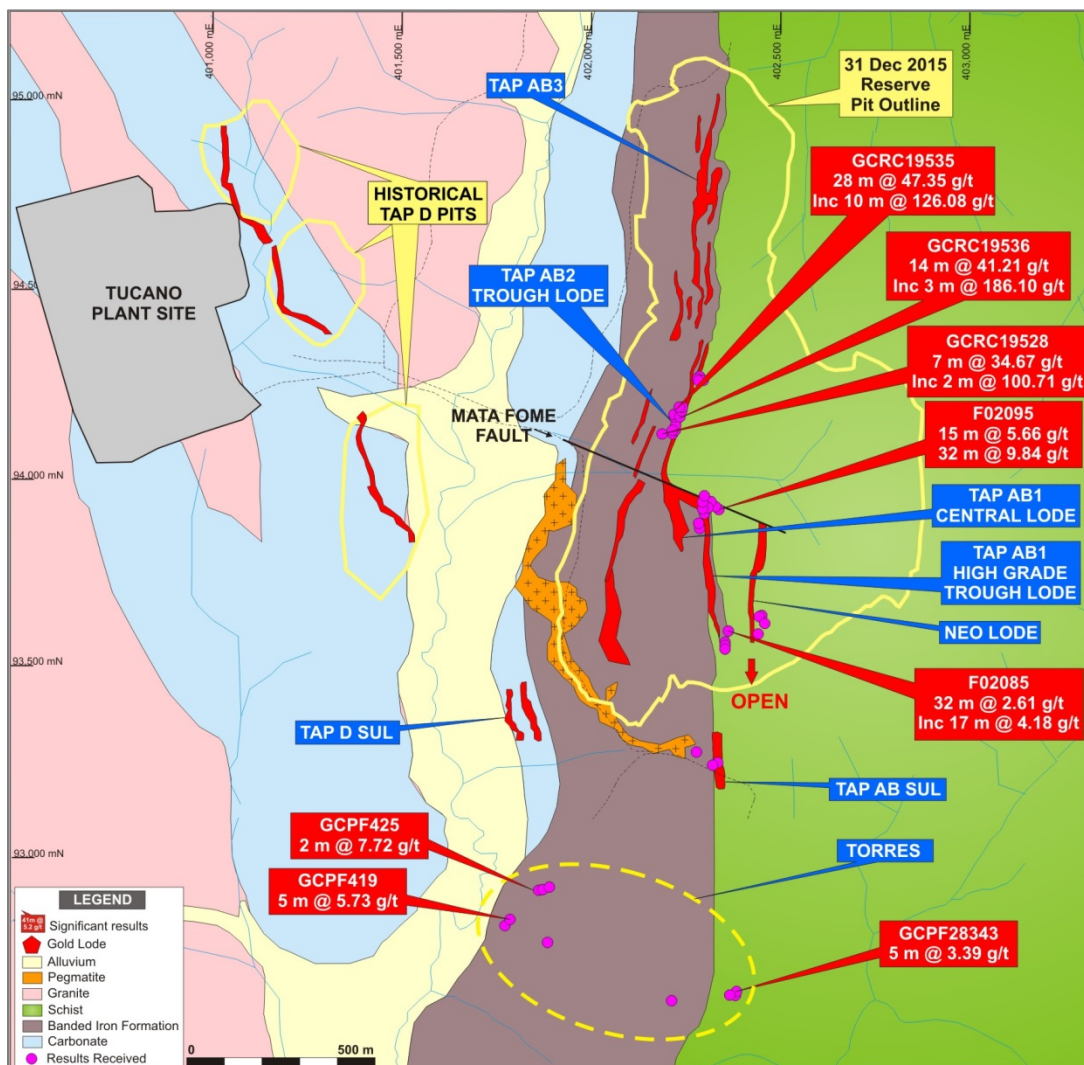 401,000 mE
401,500 mE
402,000 mE
402,500 mE
403,000 mE
95,000 mN
TAP AB3
31 Dec 2015
Reserve
Pit Outline
GCRC19535
28 m @ 47.35 g/t
Inc 10 m @ 126.08 g/t
HISTORICAL
TAP D PITS
GCRC19536
14 m @ 41.21 g/t
Inc 3 m @ 186.10 g/t
94,500
TUCANO
PLANT SITE
TAP AB2
TROUGH LODE
GCRC19528
7 m @ 34.67 g/t
Inc 2 m @ 100.71 g/t
MATA FOME
FAULT
F02095
15 m @ 5.66 g/t
32 m @ 9.84 g/t
94,000 mN
TAP AB1
CENTRAL LODE
TAP AB1
HIGH GRADE
TROUGH LODE
NEO LODE
93,500 mN
F02085
32 m @ 2.61 g/t
Inc 17 m @ 4.18 g/t
OPEN
TAP D SUL
TAP AB SUL
GCPF425
2 m @ 7.72 g/t
93,000 mN
TORRES
GCPF419
5 m @ 5.73 g/t
GCPF28343
5 m @ 3.39 g/t
LEGEND
41m @
5.2 g/t
Significant results
Gold Lode
Alluvium
Pegmatite
Granite
Schist
Banded Iron Formation
Carbonate
Results Received
0 500 m